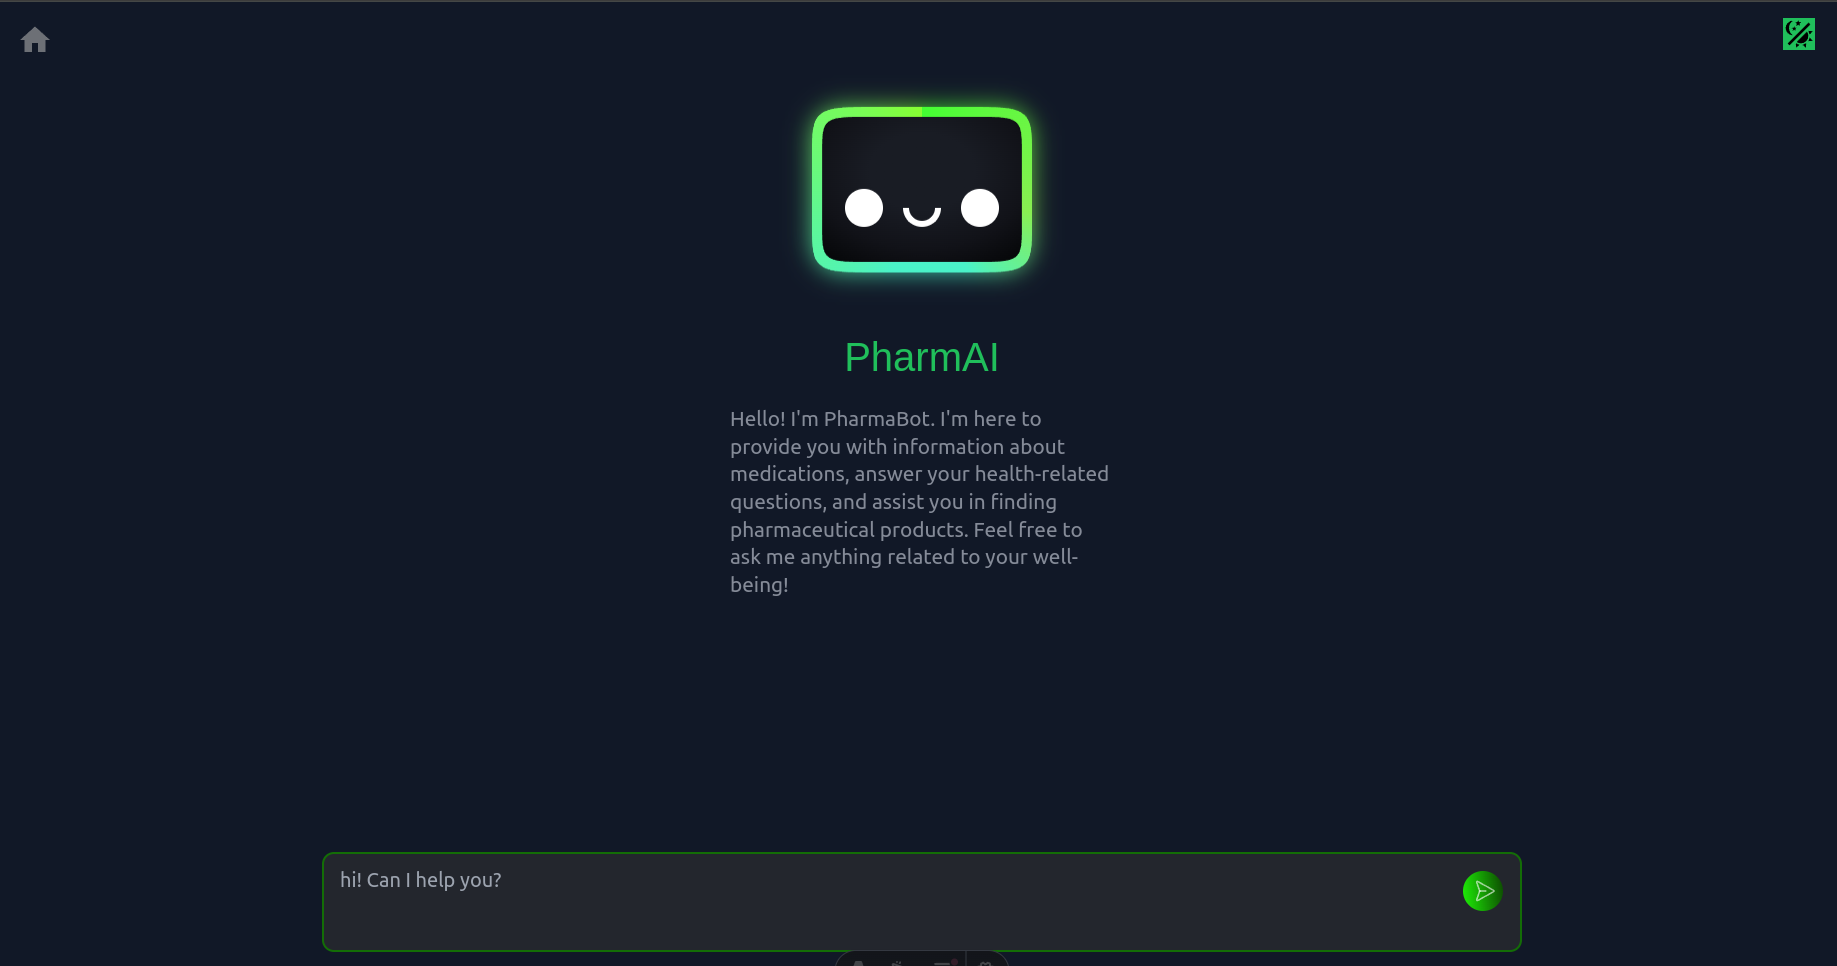 PharmAI
Hello! I'm PharmaBot. I'm here to
provide you with information about
medications, answer your health-related
questions, and assist you in finding
pharmaceutical products. Feel free to
ask me anything related to your well-
being!
hi! Can I help you?